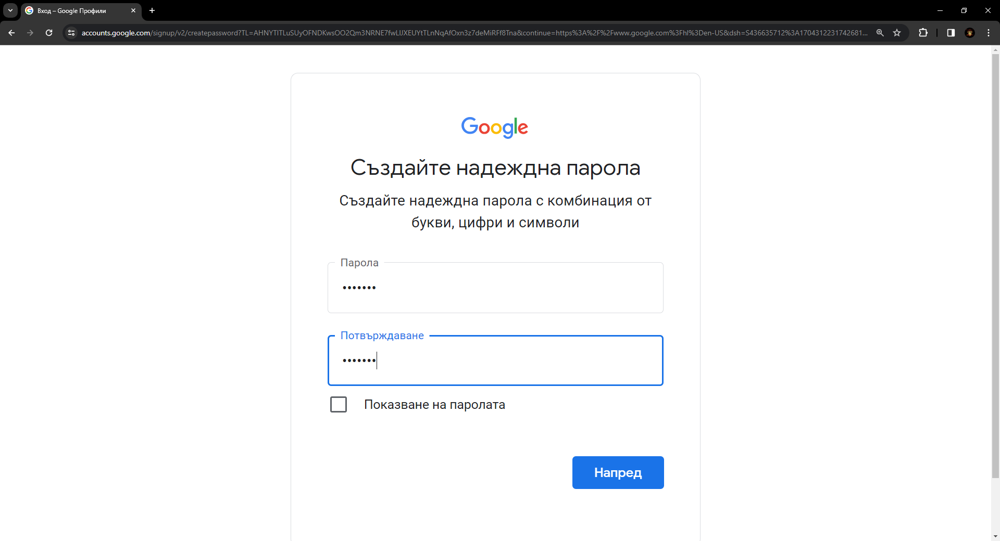 Вход – Google Профили
accounts.google.com/signup/v2/createpassword?TL=AHNYTITLuSUyOFNDKwsOO2Qm3NRNE7fwLlJXEUYtTLnNqAfOxn3z7deMiRFf8Tna&continue=https%3A%2F%2Fwww.google.com%3Fhl%3Den-US&dsh=S436635712%3A1704312231742681...
Google
Създайте надеждна парола
Създайте надеждна парола с комбинация от
букви, цифри и символи
Парола
•••••••
Потвърждаване
•••••••
Показване на паролата
Напред